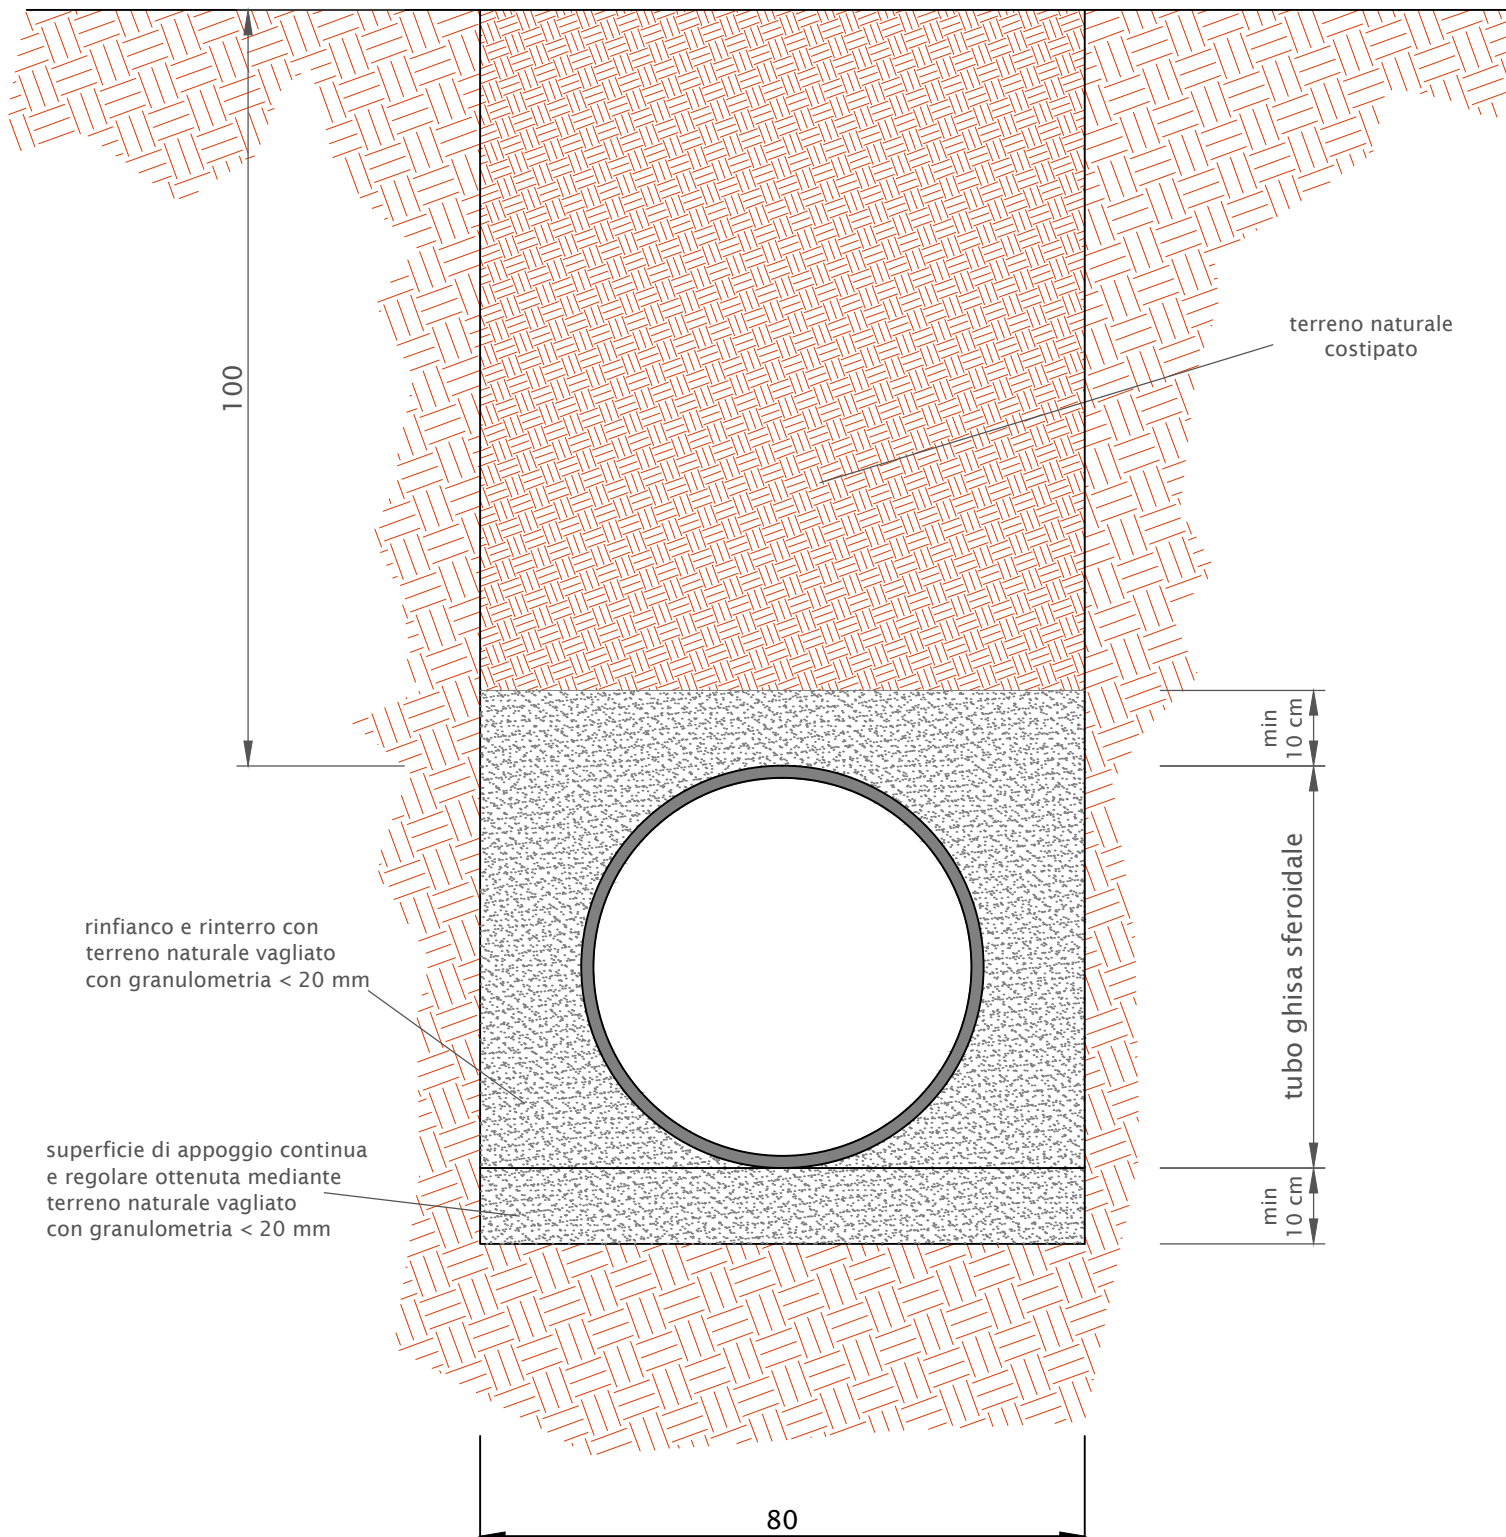 terreno naturale
costipato
100
min
10 cm
tubo ghisa sferoidale
rinfianco e rinterro con
terreno naturale vagliato
con granulometria < 20 mm
superficie di appoggio continua
e regolare ottenuta mediante
terreno naturale vagliato
con granulometria < 20 mm
min
10 cm
80